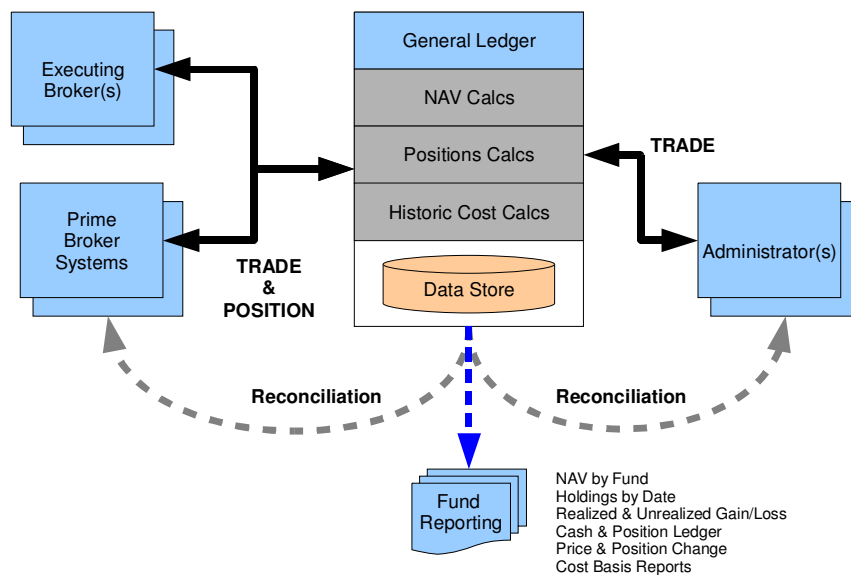 General Ledger
Executing
Broker(s)
NAV Calcs
TRADE
Positions Calcs
Historic Cost Calcs
Prime
Broker
Systems
Administrator(s)
TRADE
&
POSITION
Data Store
Reconciliation
Reconciliation
Fund
Reporting
NAV by Fund
Holdings by Date
Realized & Unrealized Gain/Loss
Cash & Position Ledger
Price & Position Change
Cost Basis Reports